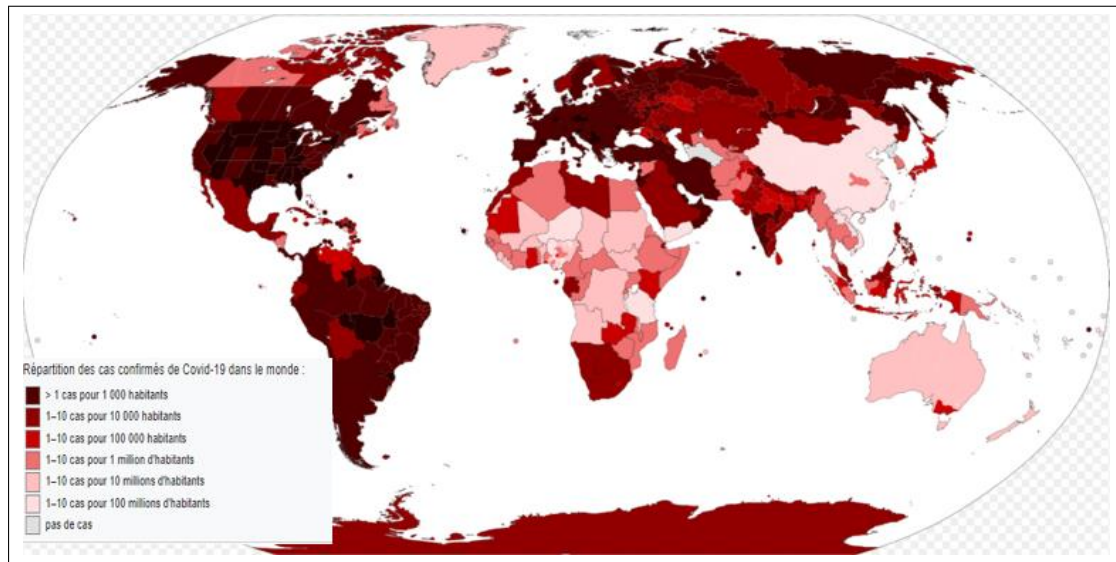 Répartition des cas confirmés de Covid-19 dans le monde :
> 1 cas pour 1 000 habitants
1–10 cas pour 10 000 habitants
1–10 cas pour 100 000 habitants
1–10 cas pour 1 million d'habitants
1–10 cas pour 10 millions d'habitants
1–10 cas pour 100 millions d'habitants
pas de cas